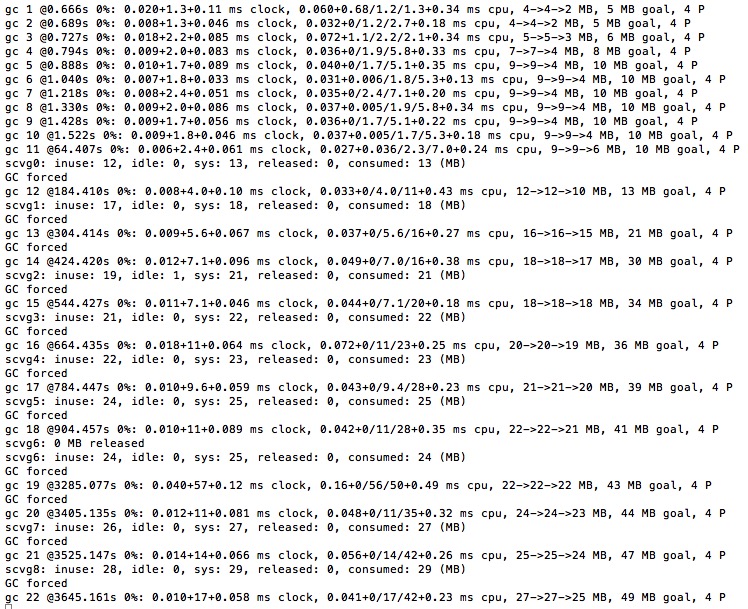 gc 1 @0.666s 0%: 0.020+1.3+0.11 ms clock, 0.060+0.68/1.2/1.3+0.34 ms cpu, 4->4->2 MB, 5 MB goal, 4 P
gc 2 @0.689s 0%: 0.008+1.3+0.046 ms clock, 0.032+0/1.2/2.7+0.18 ms cpu, 4->4->2 MB, 5 MB goal, 4 P
gc 3 @0.727s 0%: 0.018+2.2+0.085 ms clock, 0.072+1.1/2.2/2.1+0.34 ms cpu, 5->5->3 MB, 6 MB goal, 4 P
gc 4 @0.794s 0%: 0.009+2.0+0.084 ms clock, 0.036+0/1.9/5.8+0.33 ms cpu, 7->7->4 MB, 8 MB goal, 4 P
gc 5 @0.888s 0%: 0.010+1.7+0.089 ms clock, 0.040+0/1.7/5.1+0.35 ms cpu, 9->9->4 MB, 10 MB goal, 4 P
gc 6 @1.040s 0%: 0.007+1.8+0.033 ms clock, 0.031+0.006/1.8/5.3+0.13 ms cpu, 9->9->4 MB, 10 MB goal, 4 P
gc 7 @1.218s 0%: 0.008+2.4+0.051 ms clock, 0.035+0/2.4/7.1+0.20 ms cpu, 9->9->4 MB, 10 MB goal, 4 P
gc 8 @1.330s 0%: 0.009+2.0+0.086 ms clock, 0.037+0.005/1.9/5.8+0.34 ms cpu, 9->9->4 MB, 10 MB goal, 4 P
gc 9 @1.428s 0%: 0.009+1.7+0.056 ms clock, 0.036+0/1.7/5.1+0.22 ms cpu, 9->9->4 MB, 10 MB goal, 4 P
gc 10 @1.522s 0%: 0.009+1.8+0.046 ms clock, 0.037+0.005/1.7/5.3+0.18 ms cpu, 9->9->4 MB, 10 MB goal, 4 P
gc 11 @64.407s 0%: 0.006+2.4+0.061 ms clock, 0.027+0.036/2.3/7.0+0.24 ms cpu, 9->9->6 MB, 10 MB goal, 4 P
scvg0: inuse: 12, idle: 0, sys: 13, released: 0, consumed: 13 (MB)
GC forced
gc 12 @184.410s 0%: 0.008+4.0+0.10 ms clock, 0.033+0/4.0/11+0.43 ms cpu, 12->12->10 MB, 13 MB goal, 4 P
scvg1: inuse: 17, idle: 0, sys: 18, released: 0, consumed: 18 (MB)
GC forced
gc 13 @304.414s 0%: 0.009+5.6+0.067 ms clock, 0.037+0/5.6/16+0.27 ms cpu, 16->16->15 MB, 21 MB goal, 4 P
GC forced
gc 14 @424.420s 0%: 0.012+7.1+0.096 ms clock, 0.049+0/7.0/16+0.38 ms cpu, 18->18->17 MB, 30 MB goal, 4 P
scvg2: inuse: 19, idle: 1, sys: 21, released: 0, consumed: 21 (MB)
GC forced
gc 15 @544.427s 0%: 0.011+7.1+0.046 ms clock, 0.044+0/7.1/20+0.18 ms cpu, 18->18->18 MB, 34 MB goal, 4 P
scvg3: inuse: 21, idle: 0, sys: 22, released: 0, consumed: 22 (MB)
GC forced
gc 16 @664.435s 0%: 0.018+11+0.064 ms clock, 0.072+0/11/23+0.25 ms cpu, 20->20->19 MB, 36 MB goal, 4 P
scvg4: inuse: 22, idle: 0, sys: 23, released: 0, consumed: 23 (MB)
GC forced
gc 17 @784.447s 0%: 0.010+9.6+0.059 ms clock, 0.043+0/9.4/28+0.23 ms cpu, 21->21->20 MB, 39 MB goal, 4 P
scvg5: inuse: 24, idle: 0, sys: 25, released: 0, consumed: 25 (MB)
GC forced
gc 18 @904.457s 0%: 0.010+11+0.089 ms clock, 0.042+0/11/28+0.35 ms cpu, 22->22->21 MB, 41 MB goal, 4 P
scvg6: 0 MB released
scvg6: inuse: 24, idle: 0, sys: 25, released: 0, consumed: 24 (MB)
GC forced
gc 19 @3285.077s 0%: 0.040+57+0.12 ms clock, 0.16+0/56/50+0.49 ms cpu, 22->22->22 MB, 43 MB goal, 4 P
GC forced
gc 20 @3405.135s 0%: 0.012+11+0.081 ms clock, 0.048+0/11/35+0.32 ms cpu, 24->24->23 MB, 44 MB goal, 4 P
scvg7: inuse: 26, idle: 0, sys: 27, released: 0, consumed: 27 (MB)
GC forced
gc 21 @3525.147s 0%: 0.014+14+0.066 ms clock, 0.056+0/14/42+0.26 ms cpu, 25->25->24 MB, 47 MB goal, 4 P
scvg8: inuse: 28, idle: 0, sys: 29, released: 0, consumed: 29 (MB)
GC forced
gc 22 @3645.161s 0%: 0.010+17+0.058 ms clock, 0.041+0/17/42+0.23 ms cpu, 27->27->25 MB, 49 MB goal, 4 P